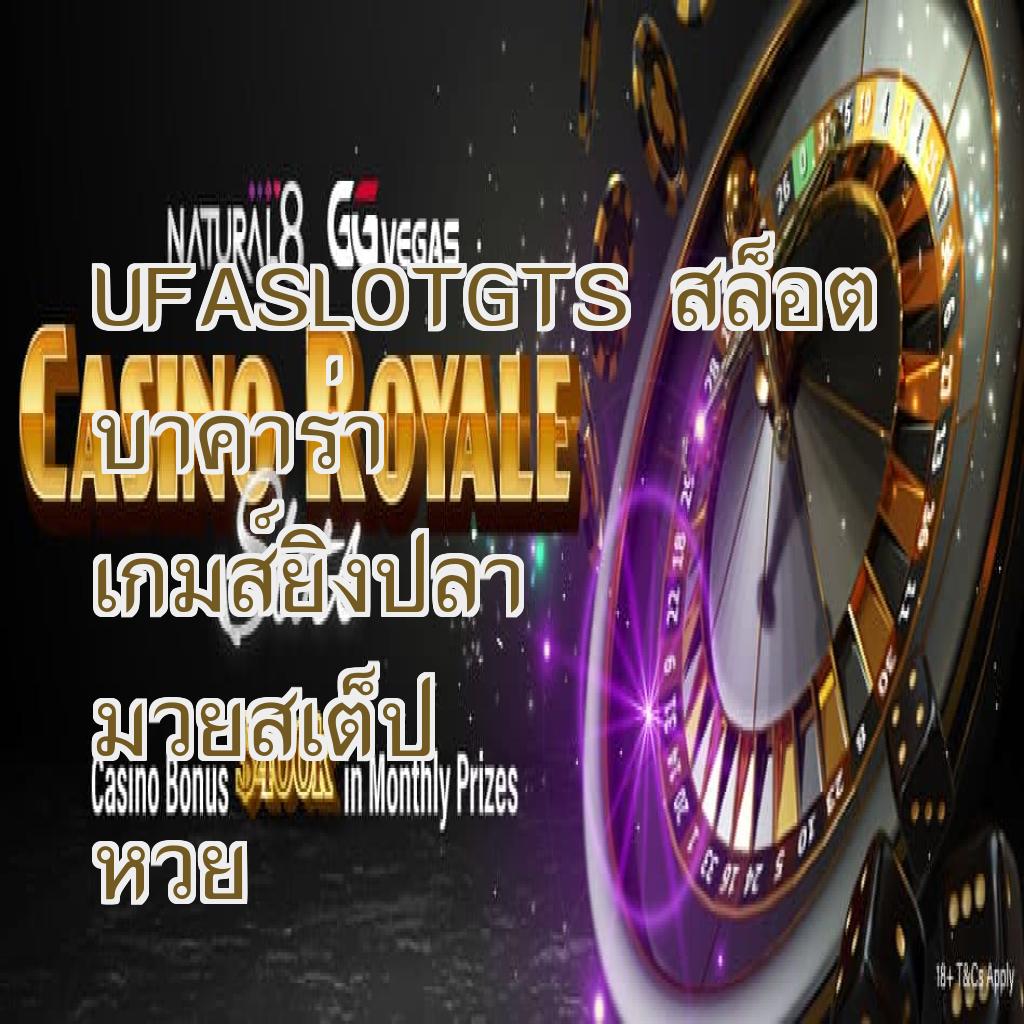 NATURAL8 GGVEGAS
UFASLOTGTS สล็อต
CASINO ROYALE
บาคาร่า
เกมส์ยิงปลา
มวยสเต็ป
Casino Bonus $400K in Monthly Prizes
หวย
18+ T&Cs Apply